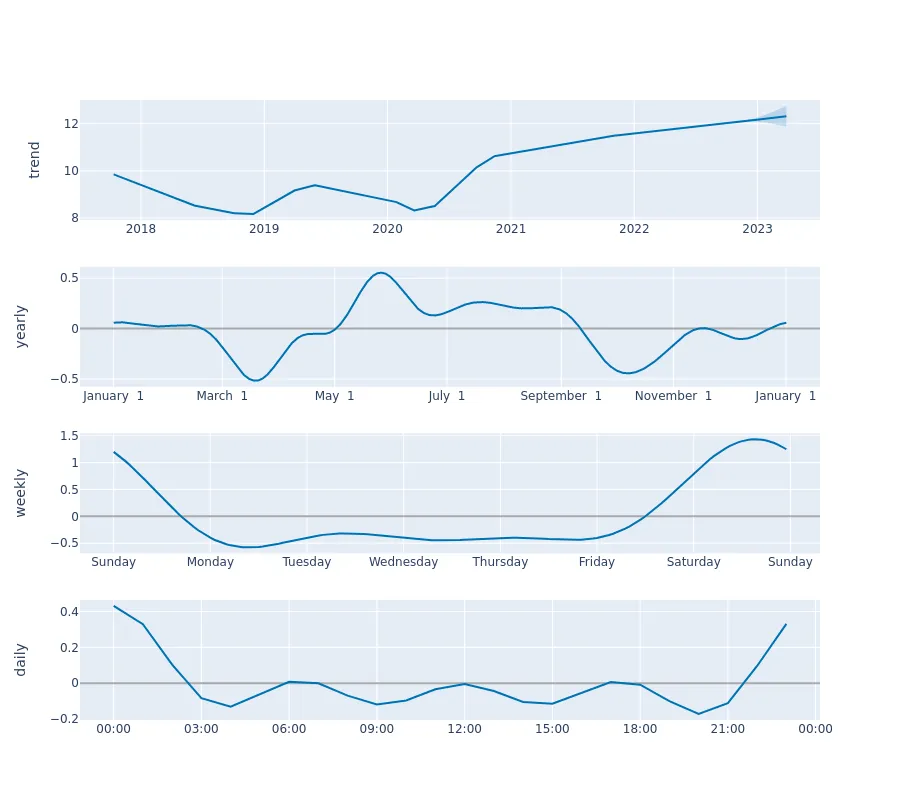 trend
12
10
8
2018 2019 2020 2021 2022 2023
yearly
0.5
0
−0.5
January 1 March 1 May 1 July 1 September 1 November 1 January 1
weekly
1.5
1
0.5
0
−0.5
Sunday Monday Tuesday Wednesday Thursday Friday Saturday Sunday
daily
0.4
0.2
0
−0.2
00:00 03:00 06:00 09:00 12:00 15:00 18:00 21:00 00:00